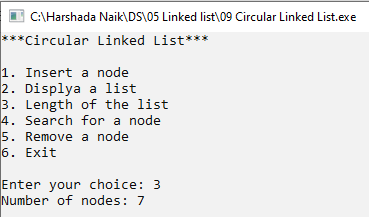 C:\Harshada Naik\DS\05 Linked list\09 Circular Linked List.exe
***Circular Linked List***
1. Insert a node
2. Displya a list
3. Length of the list
4. Search for a node
5. Remove a node
6. Exit
Enter your choice: 3
Number of nodes: 7